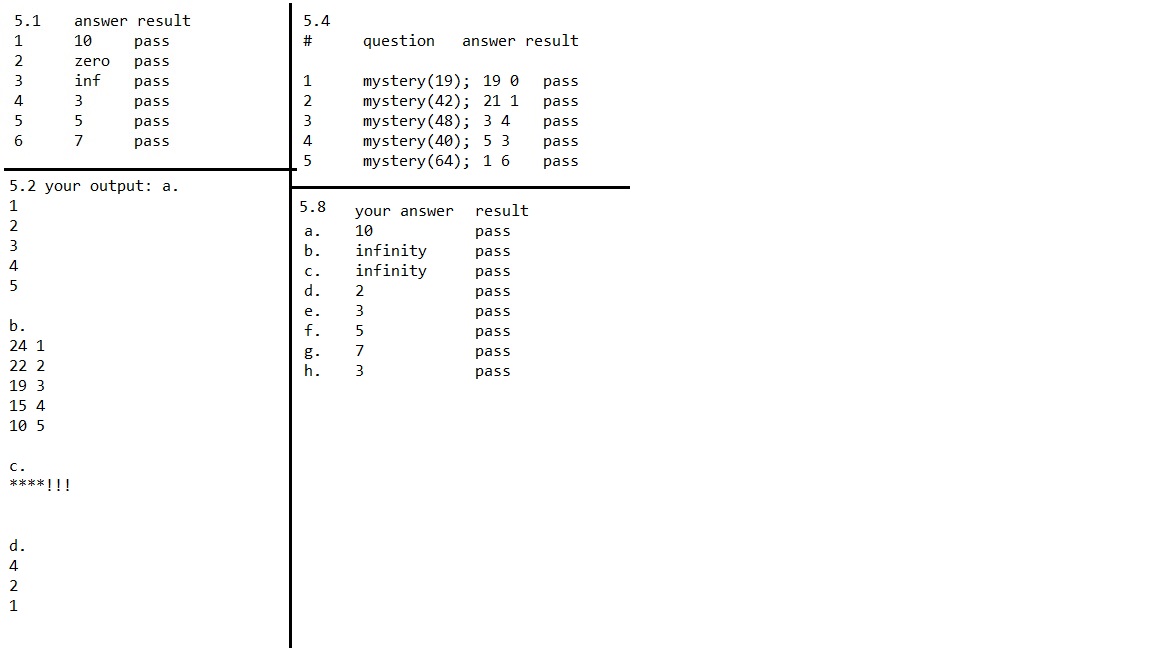 5.1 answer result
1 10 pass
2 zero pass
3 inf pass
4 3 pass
5 5 pass
6 7 pass
5.2 your output: a.
1
2
3
4
5
b.
24 1
22 2
19 3
15 4
10 5
c.
****!!!
d.
4
2
1
5.4
# question answer result
1 mystery(19); 19 0 pass
2 mystery(42); 21 1 pass
3 mystery(48); 3 4 pass
4 mystery(40); 5 3 pass
5 mystery(64); 1 6 pass
5.8 your answer result
a. 10 pass
b. infinity pass
c. infinity pass
d. 2 pass
e. 3 pass
f. 5 pass
g. 7 pass
h. 3 pass